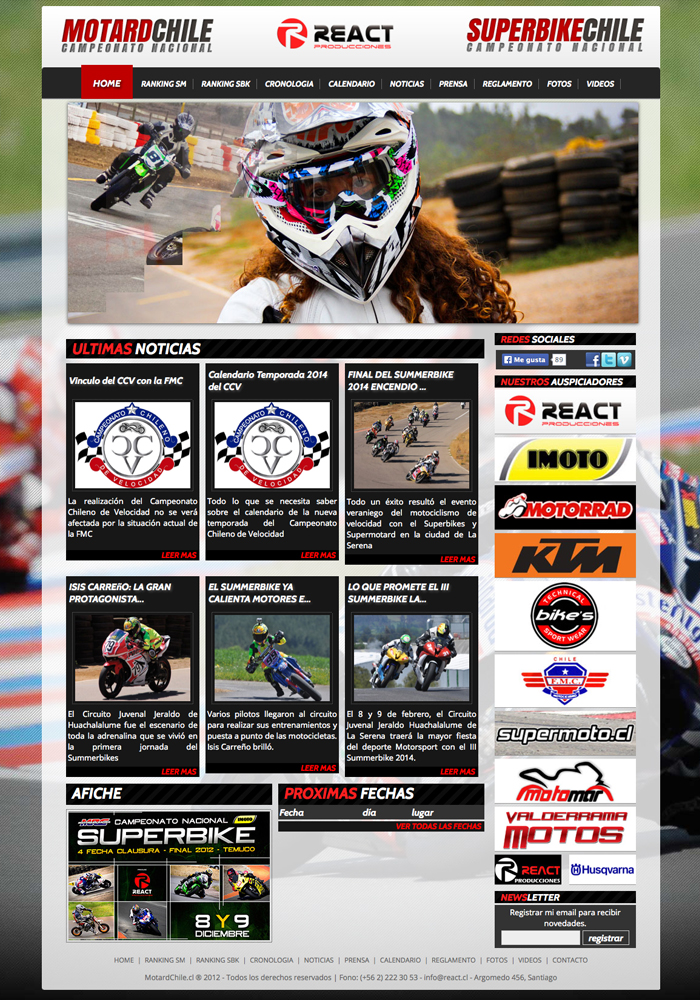 MOTARDCHILE
CAMPEONATO NACIONAL
REACT
PRODUCCIONES
SUPERBIKECHILE
CAMPEONATO NACIONAL
HOME RANKING SM RANKING SBK CRONOLOGIA CALENDARIO NOTICIAS PRENSA REGLAMENTO FOTOS VIDEOS
ULTIMAS NOTICIAS
Vinculo del CCV con la FMC
CAMPEONATO CHILENO
DE VELOCIDAD
La realización del Campeonato
Chileno de Velocidad no se verá
afectada por la situación actual de
la FMC
LEER MAS
Calendario Temporada 2014
del CCV
CAMPEONATO CHILENO
DE VELOCIDAD
Todo lo que se necesita saber
sobre el calendario de la nueva
temporada del Campeonato
Chileno de Velocidad
LEER MAS
FINAL DEL SUMMERBIKE
2014 ENCENDIO ...
Todo un éxito resultó el evento
veraniego del motociclismo de
velocidad con el Superbikes y
Supermotard en la ciudad de La
Serena
LEER MAS
ISIS CARREñO: LA GRAN
PROTAGONISTA...
El Circuito Juvenal Jeraldo de
Huachalalume fue el escenario de
toda la adrenalina que se vivió en
la primera jornada del
Summerbikes
LEER MAS
EL SUMMERBIKE YA
CALIENTA MOTORES E...
Varios pilotos llegaron al circuito
para realizar sus entrenamientos y
puesta a punto de las motocicletas.
Isis Carreño brilló.
LEER MAS
LO QUE PROMETE EL III
SUMMERBIKE LA...
El 8 y 9 de febrero, el Circuito
Juvenal Jeraldo Huachalalume de
La Serena traerá la mayor fiesta
del deporte Motorsport con el III
Summerbike 2014.
LEER MAS
AFICHE
CAMPEONATO NACIONAL
IMOTO
SUPERBIKE
4 FECHA CLAUSURA - FINAL 2012 - TEMUCO
REACT
8 Y 9
DICIEMBRE
PROXIMAS FECHAS
Fecha día lugar
VER TODAS LAS FECHAS
REDES SOCIALES
Me gusta 89
NUESTROS AUSPICIADORES
REACT
PRODUCCIONES
IMOTO
MOTORRAD
KTM
TECHNICAL
bike's
SPORT WEAR
CHILE
F.M.CH
supermoto.cl
motomar
VALDERRAMA
MOTOS
REACT
PRODUCCIONES
Husqvarna
NEWSLETTER
Registrar mi email para recibir
novedades.
registrar
HOME | RANKING SM | RANKING SBK | CRONOLOGIA | NOTICIAS | PRENSA | CALENDARIO | REGLAMENTO | FOTOS | VIDEOS | CONTACTO
MotardChile.cl ® 2012 - Todos los derechos reservados | Fono: (+56 2) 222 30 53 - info@react.cl - Argomedo 456, Santiago